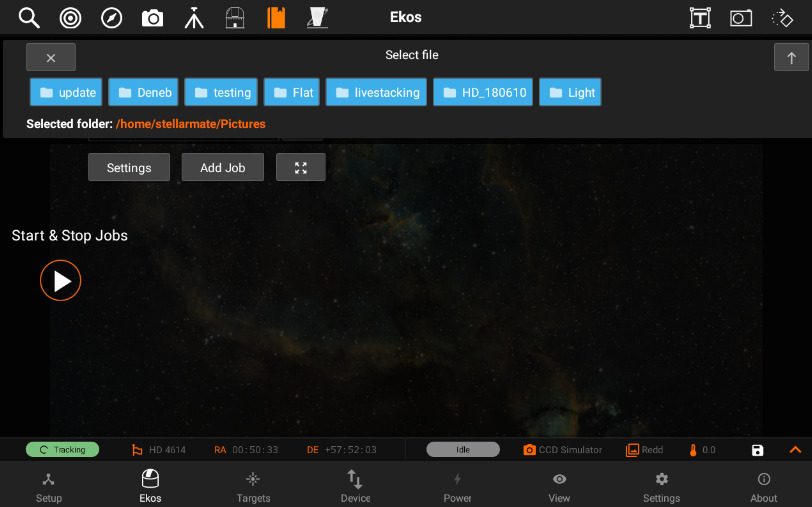 Ekos
Select file
update Deneb testing Flat livestacking HD_180610 Light
Selected folder: /home/stellarmate/Pictures
Settings Add Job
Start & Stop Jobs
Tracking HD 4614 RA 00:50:33 DE +57:52:03 Idle CCD Simulator Redd 0.0
Setup Ekos Targets Device Power View Settings About